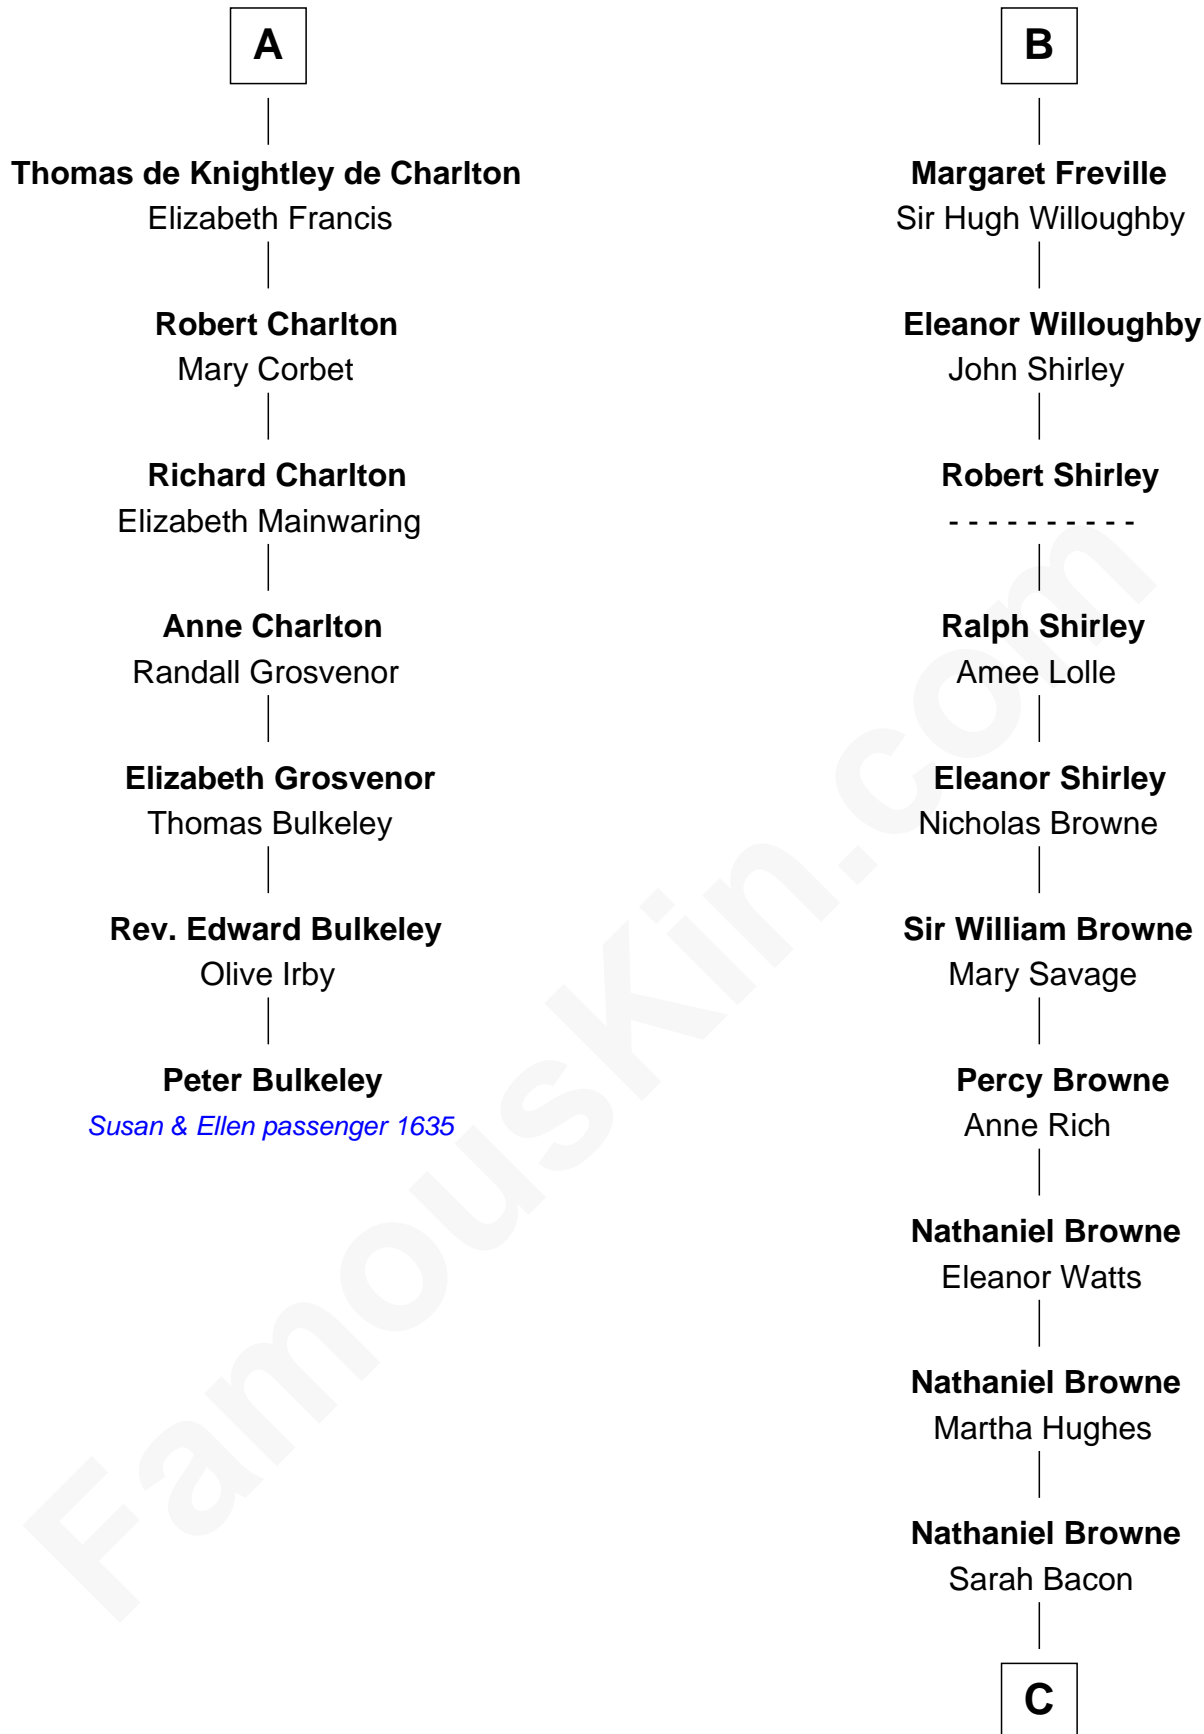 A
Thomas de Knightley de Charlton
Elizabeth Francis
Robert Charlton
Mary Corbet
Richard Charlton
Elizabeth Mainwaring
Anne Charlton
Randall Grosvenor
Elizabeth Grosvenor
Thomas Bulkeley
Rev. Edward Bulkeley
Olive Irby
Peter Bulkeley
Susan & Ellen passenger 1635
B
Margaret Freville
Sir Hugh Willoughby
Eleanor Willoughby
John Shirley
Robert Shirley
- - - - - - - - - -
Ralph Shirley
Amee Lolle
Eleanor Shirley
Nicholas Browne
Sir William Browne
Mary Savage
Percy Browne
Anne Rich
Nathaniel Browne
Eleanor Watts
Nathaniel Browne
Martha Hughes
Nathaniel Browne
Sarah Bacon
C
FamousKin.com